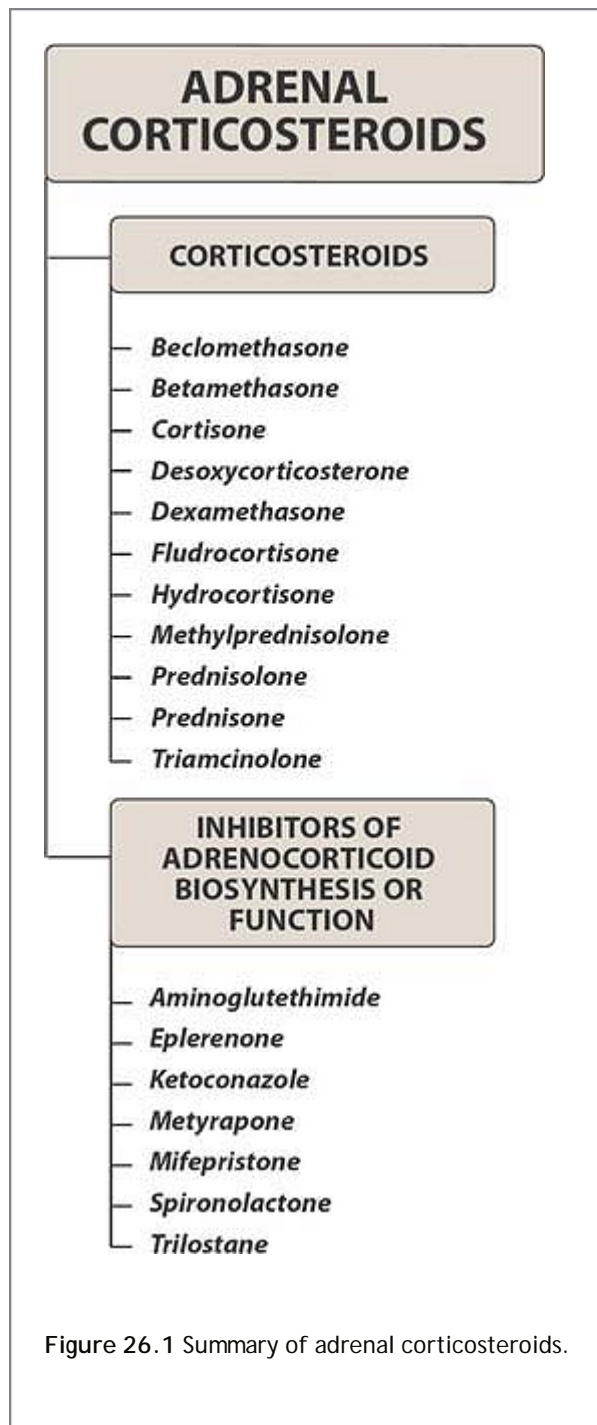 ADRENAL
CORTICOSTEROIDS
CORTICOSTEROIDS
Beclomethasone
Betamethasone
Cortisone
Desoxycorticosterone
Dexamethasone
Fludrocortisone
Hydrocortisone
Methylprednisolone
Prednisolone
Prednisone
Triamcinolone
INHIBITORS OF
ADRENOCORTICOID
BIOSYNTHESIS OR
FUNCTION
Aminoglutethimide
Eplerenone
Ketoconazole
Metyrapone
Mifepristone
Spironolactone
Trilostane
Figure 26.1 Summary of adrenal corticosteroids.